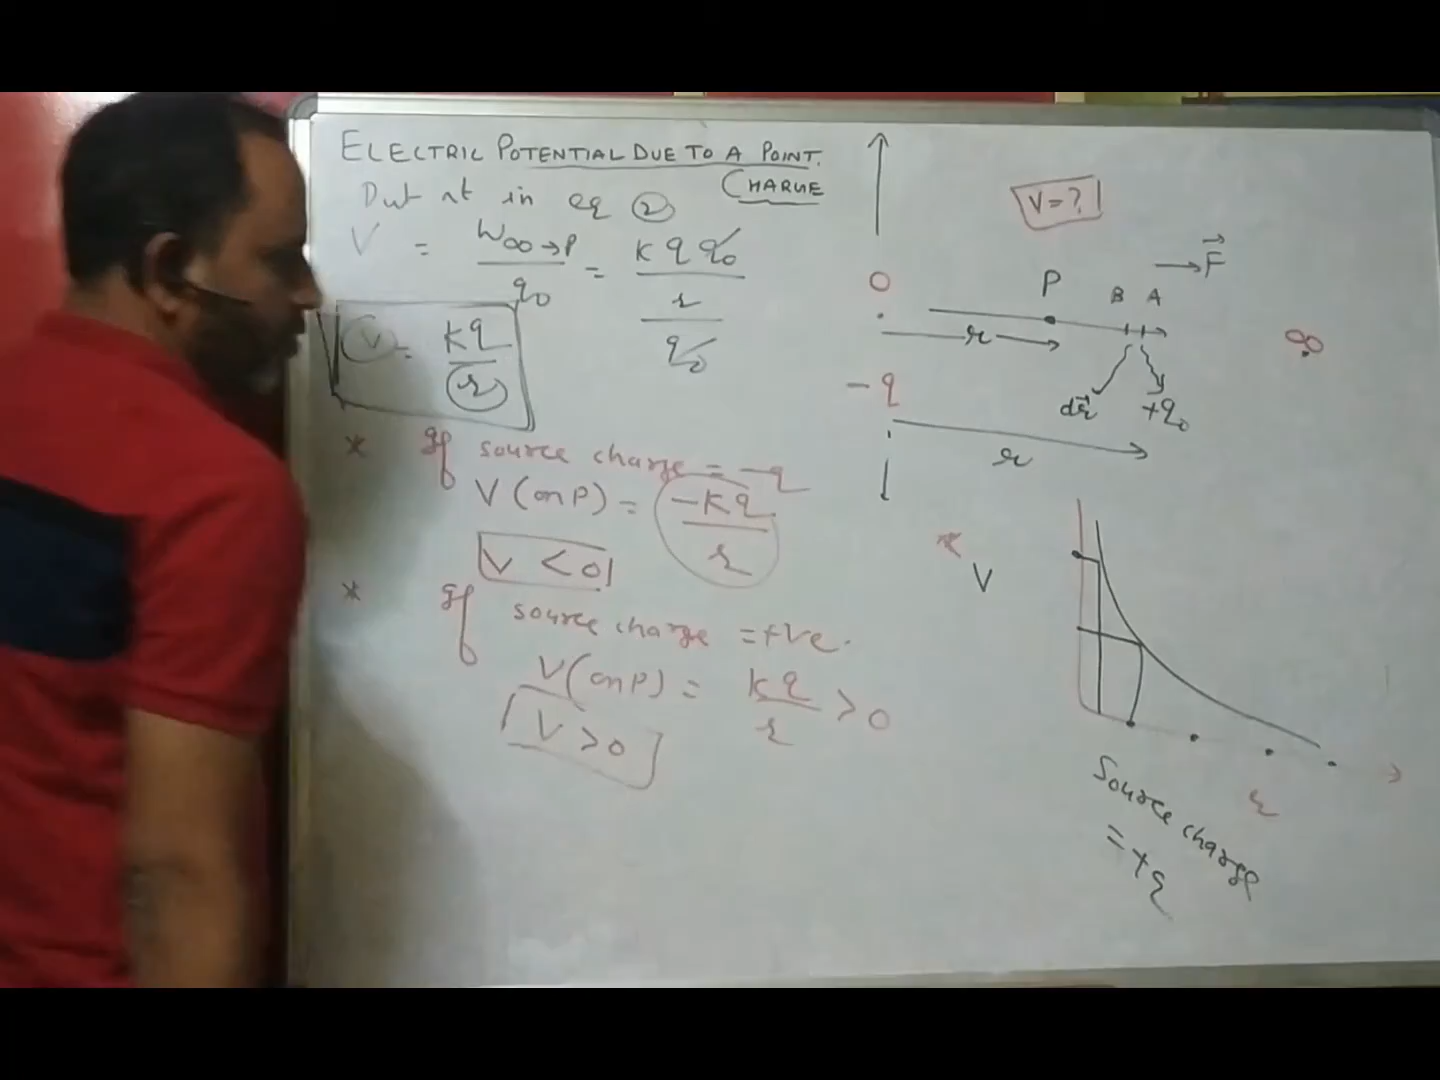 ELECTRIC POTENTIAL DUE TO A POINT
CHARGE
Put it in eq ②
V = W∞→P / q₀ = (K q q₀ / r) / q₀
V = Kq / r
* If source charge = -q
V (on P) = -Kq / r
V < 0
* If source charge = +ve.
V (on P) = Kq / r > 0
V > 0
V = ?
F
O P B A ∞
r
-q dr +q₀
r
* V
r
Source charge
= +q